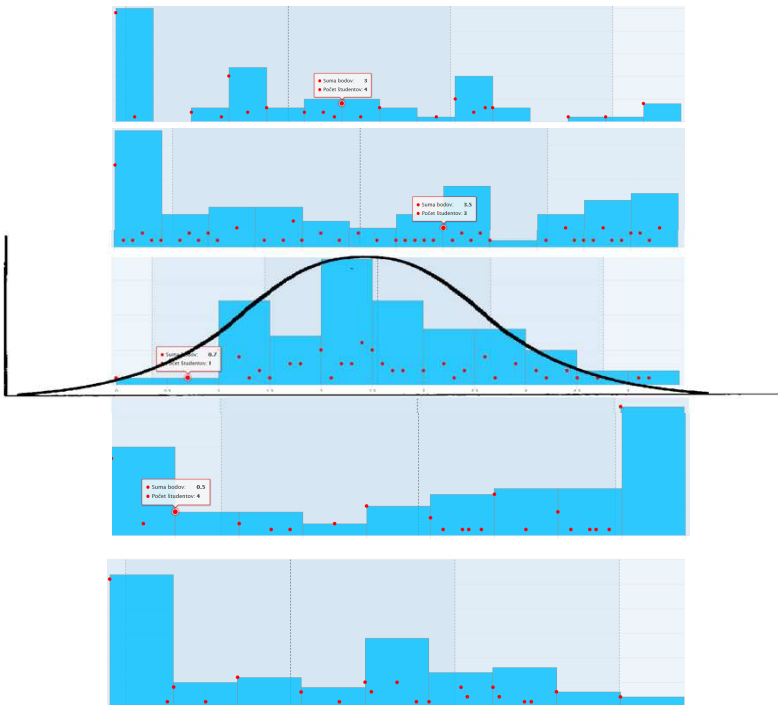 Suma bodov: 3
Počet študentov: 4
Suma bodov: 3.5
Počet študentov: 3
Suma bodov: 0.7
Počet študentov: 1
Suma bodov: 0.5
Počet študentov: 4